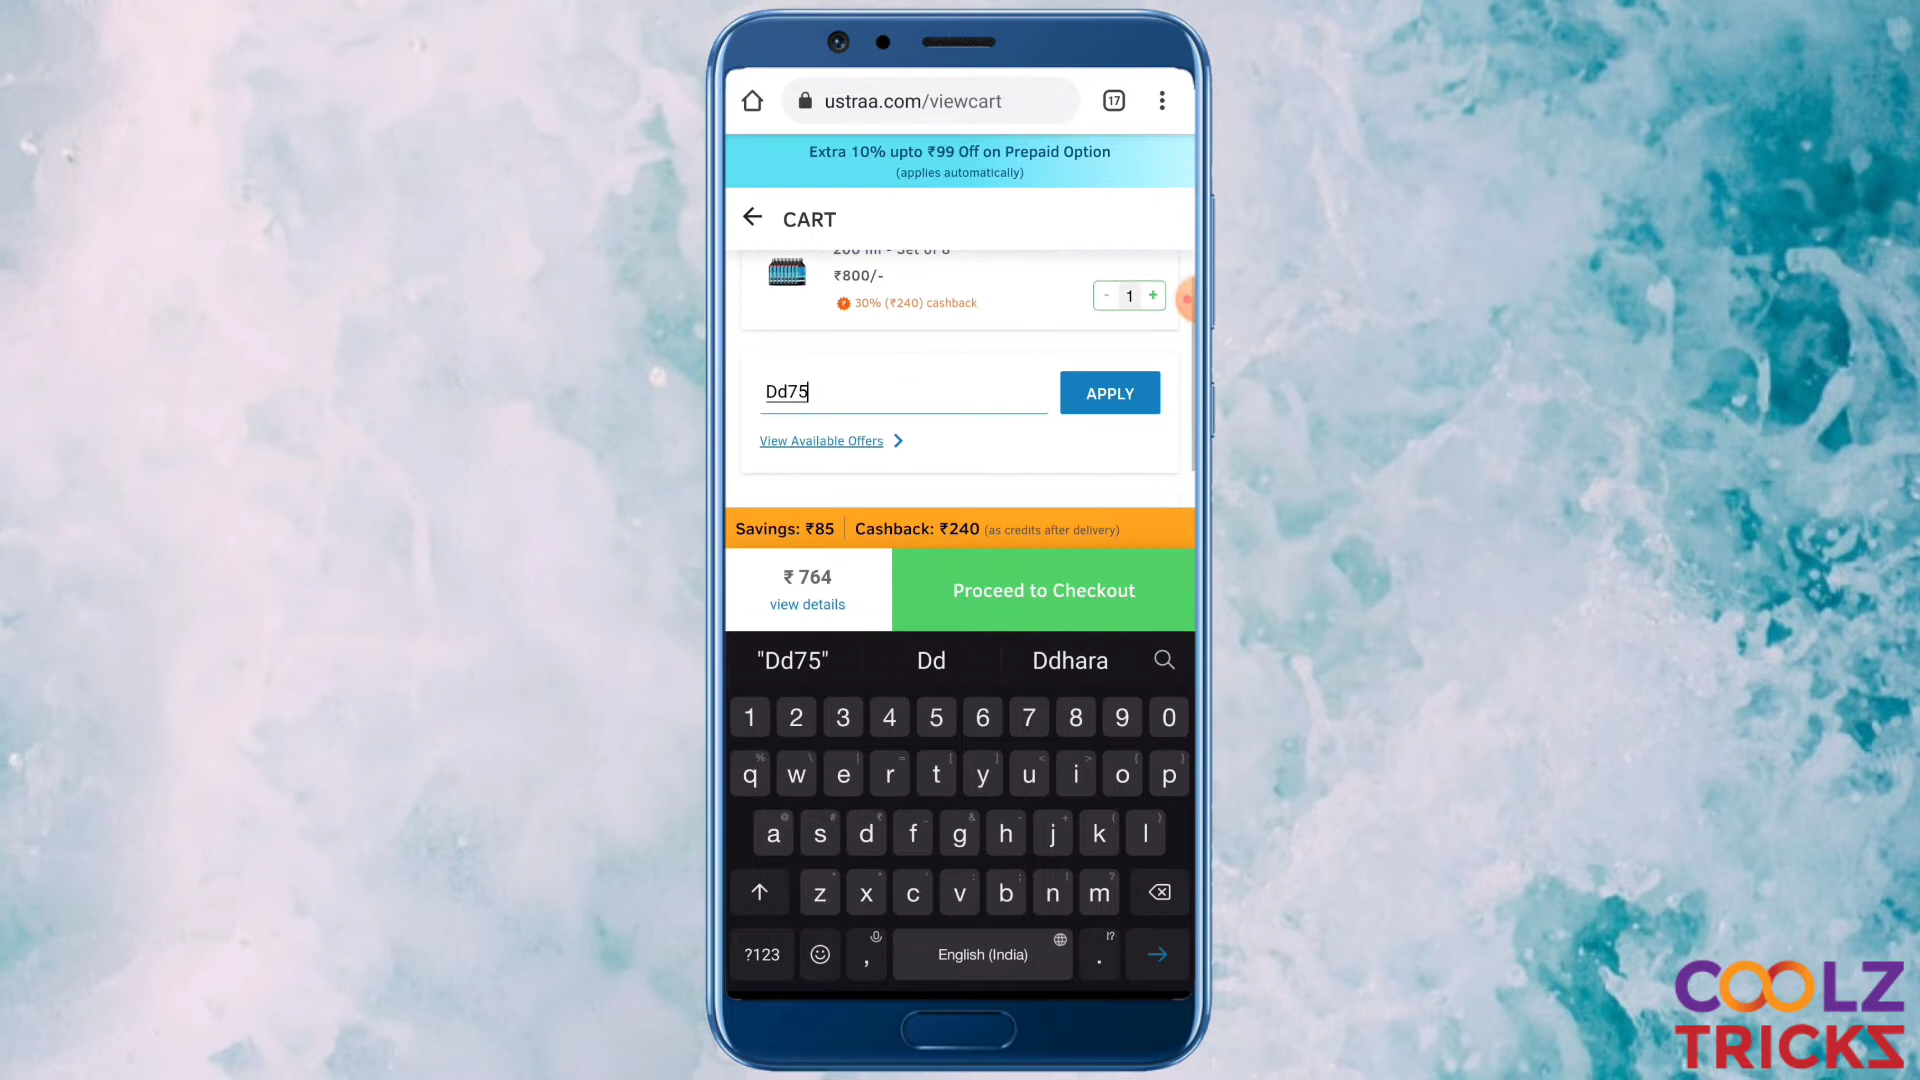 ustraa.com/viewcart
17
Extra 10% upto ₹99 Off on Prepaid Option
(applies automatically)
CART
200 ml - Set of 8
₹800/-
30% (₹240) cashback
- 1 +
Dd75
APPLY
View Available Offers
Savings: ₹85 | Cashback: ₹240 (as credits after delivery)
₹ 764
view details
Proceed to Checkout
"Dd75" Dd Ddhara
1 2 3 4 5 6 7 8 9 0
q w e r t y u i o p
a s d f g h j k l
z x c v b n m
?123 , English (India) . !?
COOLZ
TRICKS